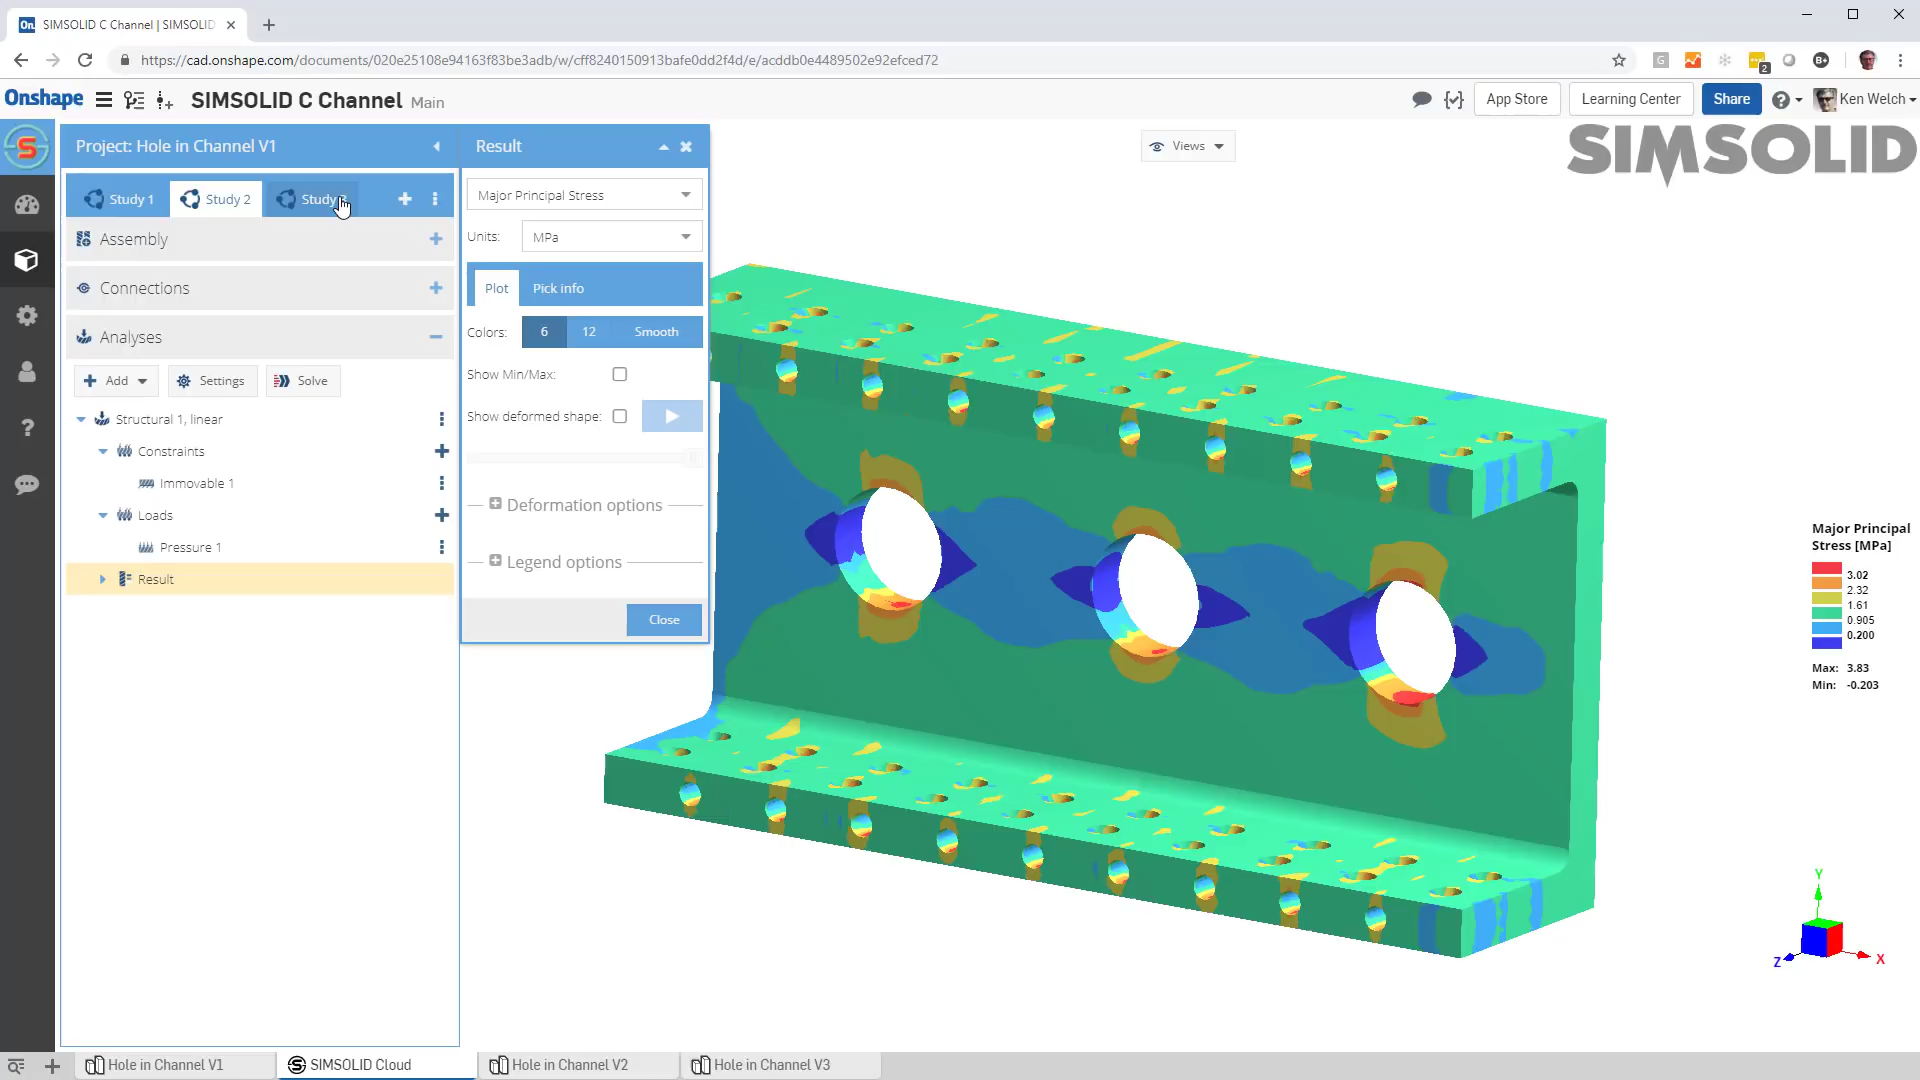 On.
SIMSOLID C Channel | SIMSOLID
https://cad.onshape.com/documents/020e25108e94163f83be3adb/w/cff8240150913bafe0dd2f4d/e/acddb0e4489502e92efced72
G
2
B+
Onshape
SIMSOLID C Channel Main
App Store
Learning Center
Share
Ken Welch
S
Project: Hole in Channel V1
Result
Views
SIMSOLID
Study 1
Study 2
Study
Major Principal Stress
Assembly
Units:
MPa
Connections
Plot
Pick info
Analyses
Colors:
6
12
Smooth
Add
Settings
Solve
Show Min/Max:
Structural 1, linear
Show deformed shape:
Constraints
Immovable 1
Deformation options
Loads
Pressure 1
Legend options
Result
Close
Major Principal
Stress [MPa]
3.02
2.32
1.61
0.905
0.200
Max: 3.83
Min: -0.203
Y
Z
X
Hole in Channel V1
SIMSOLID Cloud
Hole in Channel V2
Hole in Channel V3